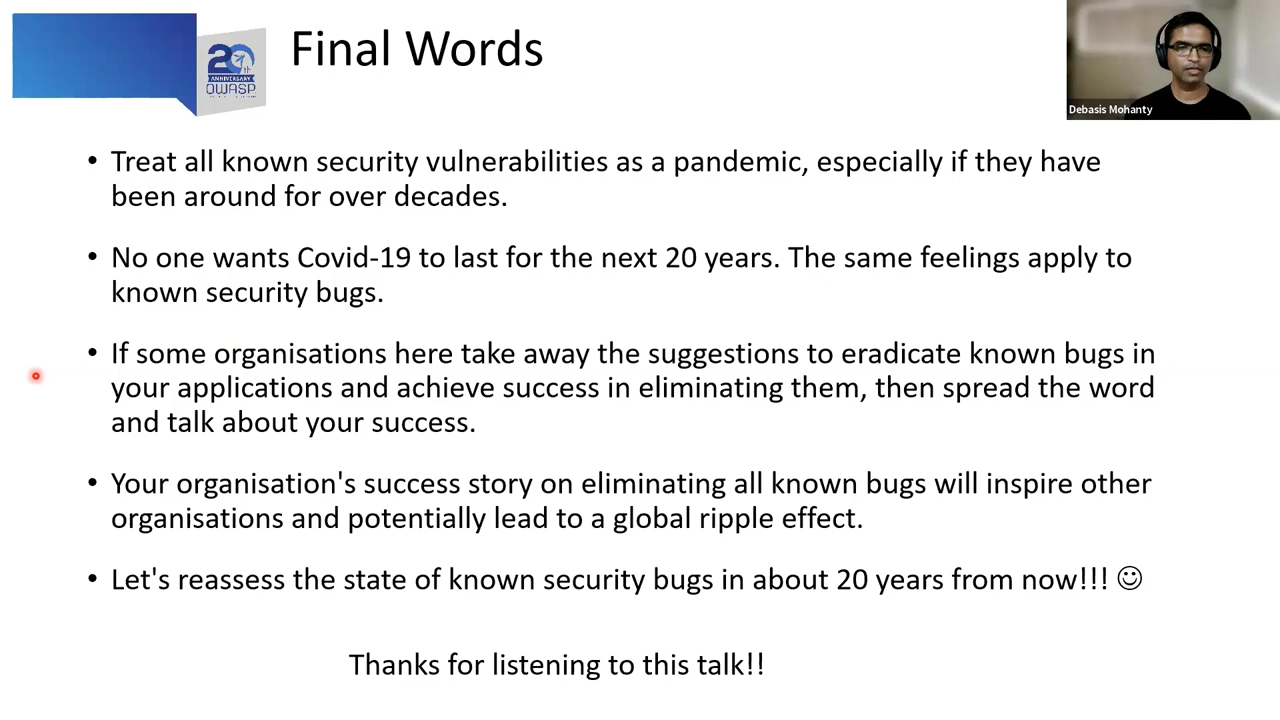 20
th
ANNIVERSARY
OWASP
Final Words
Debasis Mohanty
• Treat all known security vulnerabilities as a pandemic, especially if they have
been around for over decades.
• No one wants Covid-19 to last for the next 20 years. The same feelings apply to
known security bugs.
• If some organisations here take away the suggestions to eradicate known bugs in
your applications and achieve success in eliminating them, then spread the word
and talk about your success.
• Your organisation's success story on eliminating all known bugs will inspire other
organisations and potentially lead to a global ripple effect.
• Let's reassess the state of known security bugs in about 20 years from now!!! ☺
Thanks for listening to this talk!!